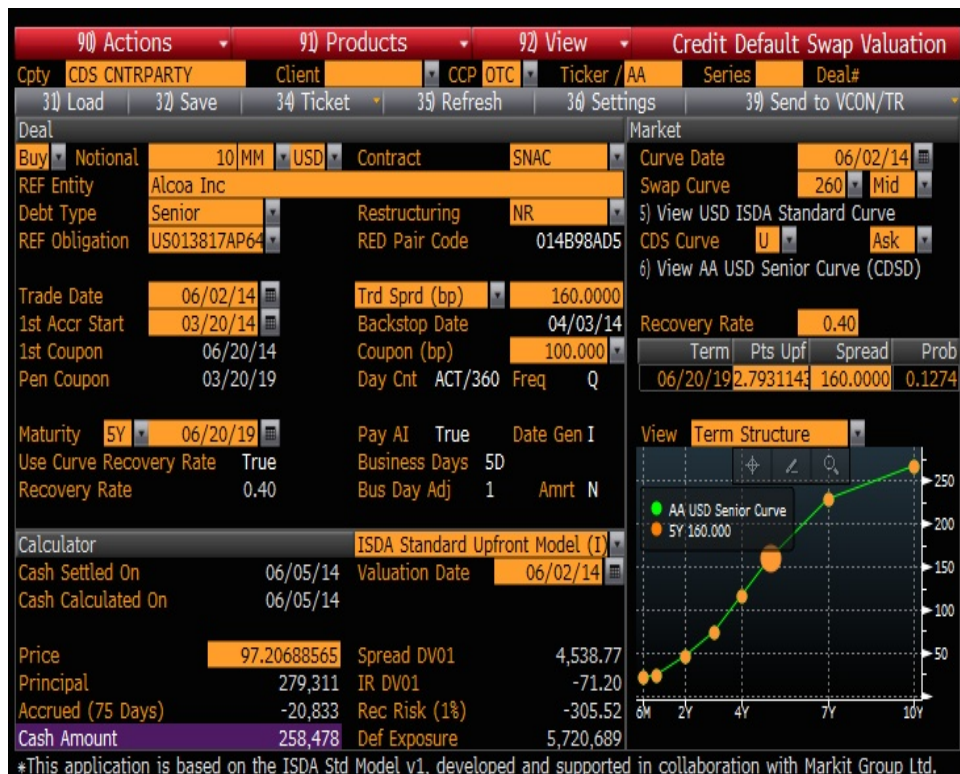 90) Actions 91) Products 92) View Credit Default Swap Valuation
Cpty CDS CNTRPARTY Client CCP OTC Ticker / AA Series Deal#
31) Load 32) Save 34) Ticket 35) Refresh 36) Settings 39) Send to VCON/TR
Deal Market
Buy Notional 10 MM USD Contract SNAC Curve Date 06/02/14
REF Entity Alcoa Inc Swap Curve 260 Mid
Debt Type Senior Restructuring NR 5) View USD ISDA Standard Curve
REF Obligation US013817AP64 RED Pair Code 014B98AD5 CDS Curve U Ask
6) View AA USD Senior Curve (CDSD)
Trade Date 06/02/14 Trd Sprd (bp) 160.0000
1st Accr Start 03/20/14 Backstop Date 04/03/14 Recovery Rate 0.40
1st Coupon 06/20/14 Coupon (bp) 100.000 Term Pts Upf Spread Prob
Pen Coupon 03/20/19 Day Cnt ACT/360 Freq Q 06/20/19 2.7931143 160.0000 0.1274
Maturity 5Y 06/20/19 Pay AI True Date Gen I View Term Structure
Use Curve Recovery Rate True Business Days 5D
Recovery Rate 0.40 Bus Day Adj 1 Amrt N
250
AA USD Senior Curve
5Y 160.000
200
Calculator ISDA Standard Upfront Model (I)
Cash Settled On 06/05/14 Valuation Date 06/02/14 150
Cash Calculated On 06/05/14 100
Price 97.20688565 Spread DV01 4,538.77 50
Principal 279,311 IR DV01 -71.20
Accrued (75 Days) -20,833 Rec Risk (1%) -305.52 6M 2Y 4Y 7Y 10Y
Cash Amount 258,478 Def Exposure 5,720,689
*This application is based on the ISDA Std Model v1, developed and supported in collaboration with Markit Group Ltd.